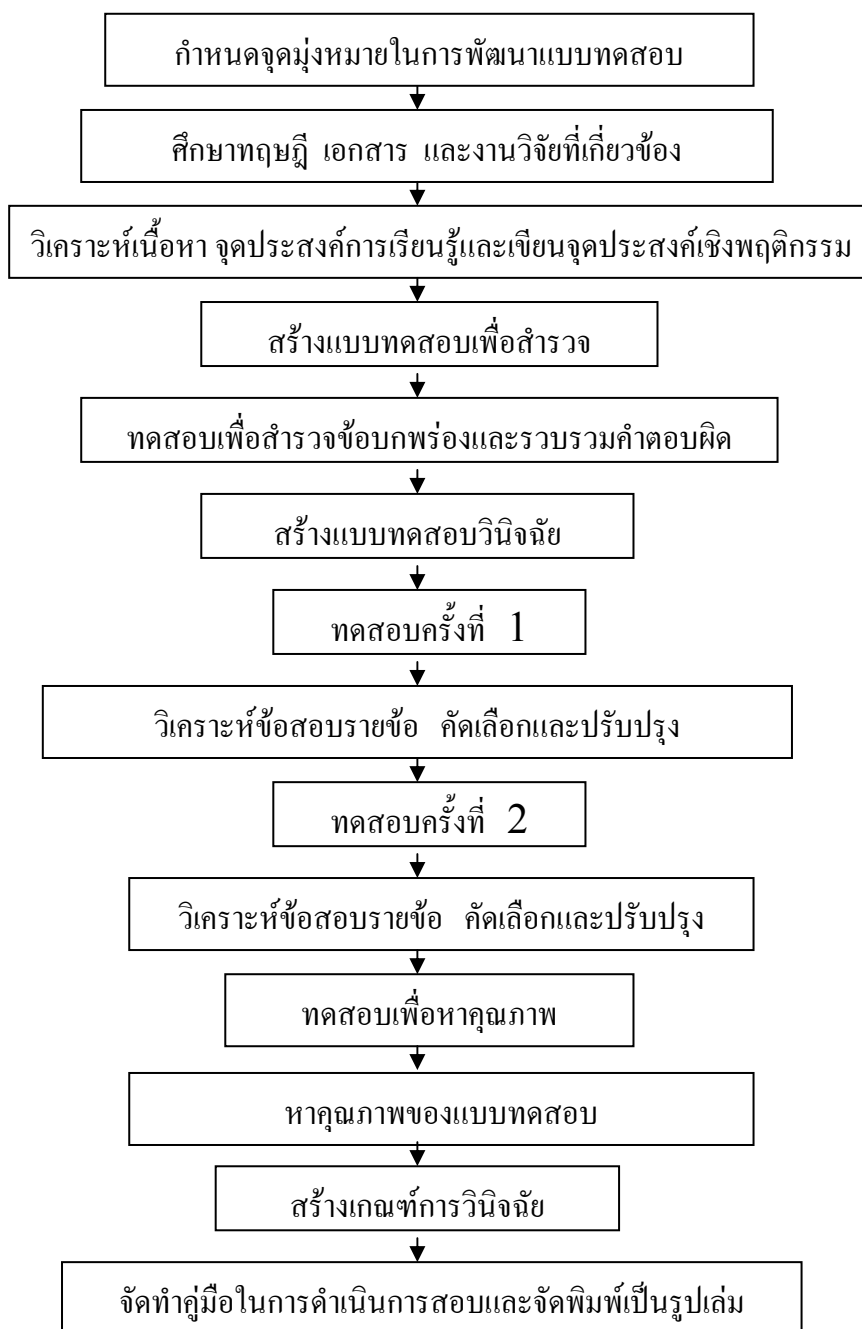 กำหนดจุดมุ่งหมายในการพัฒนาแบบทดสอบ
ศึกษาทฤษฎี เอกสาร และงานวิจัยที่เกี่ยวข้อง
วิเคราะห์เนื้อหา จุดประสงค์การเรียนรู้และเขียนจุดประสงค์เชิงพฤติกรรม
สร้างแบบทดสอบเพื่อสำรวจ
ทดสอบเพื่อสำรวจข้อบกพร่องและรวบรวมคำตอบผิด
สร้างแบบทดสอบวินิจฉัย
ทดสอบครั้งที่ 1
วิเคราะห์ข้อสอบรายข้อ คัดเลือกและปรับปรุง
ทดสอบครั้งที่ 2
วิเคราะห์ข้อสอบรายข้อ คัดเลือกและปรับปรุง
ทดสอบเพื่อหาคุณภาพ
หาคุณภาพของแบบทดสอบ
สร้างเกณฑ์การวินิจฉัย
จัดทำคู่มือในการดำเนินการสอบและจัดพิมพ์เป็นรูปเล่ม